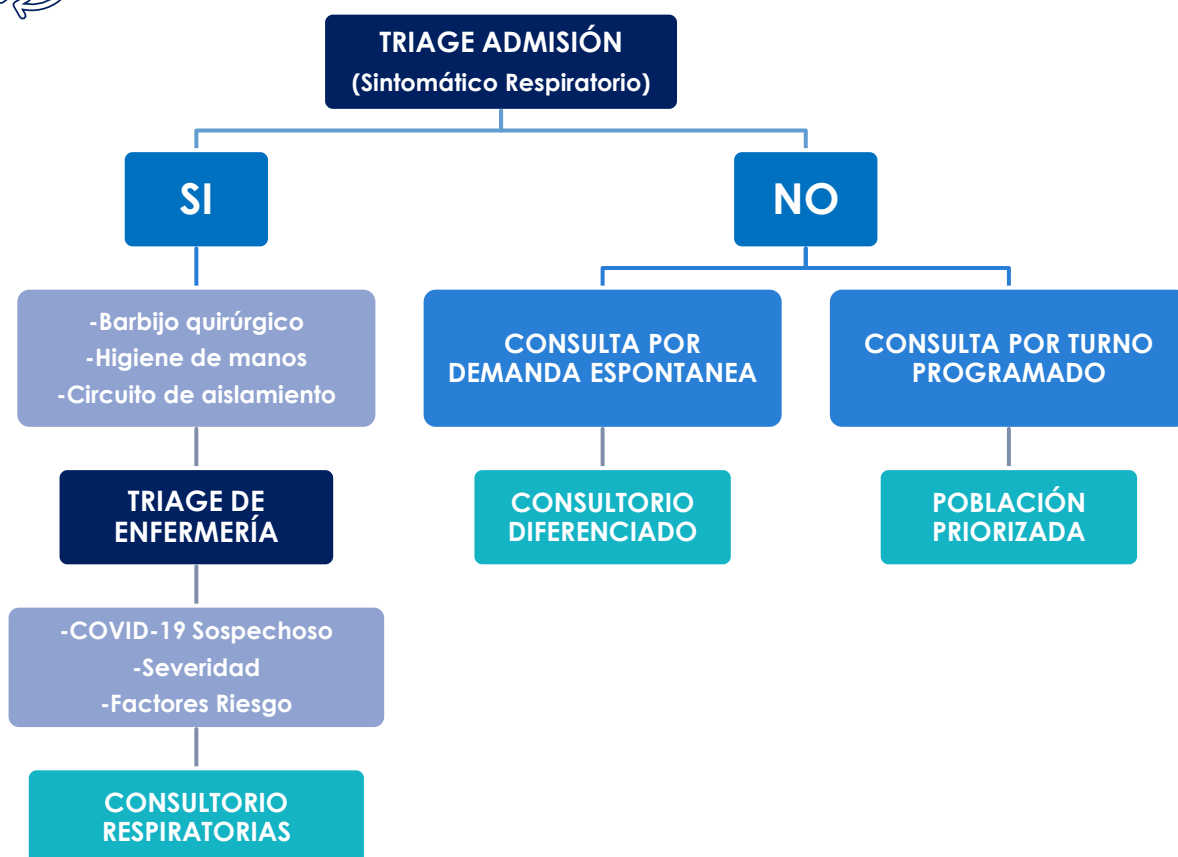 TRIAGE ADMISIÓN
(Sintomático Respiratorio)
SI
NO
-Barbijo quirúrgico
-Higiene de manos
-Circuito de aislamiento
CONSULTA POR
DEMANDA ESPONTANEA
CONSULTA POR TURNO
PROGRAMADO
TRIAGE DE
ENFERMERÍA
CONSULTORIO
DIFERENCIADO
POBLACIÓN
PRIORIZADA
-COVID-19 Sospechoso
-Severidad
-Factores Riesgo
CONSULTORIO
RESPIRATORIAS